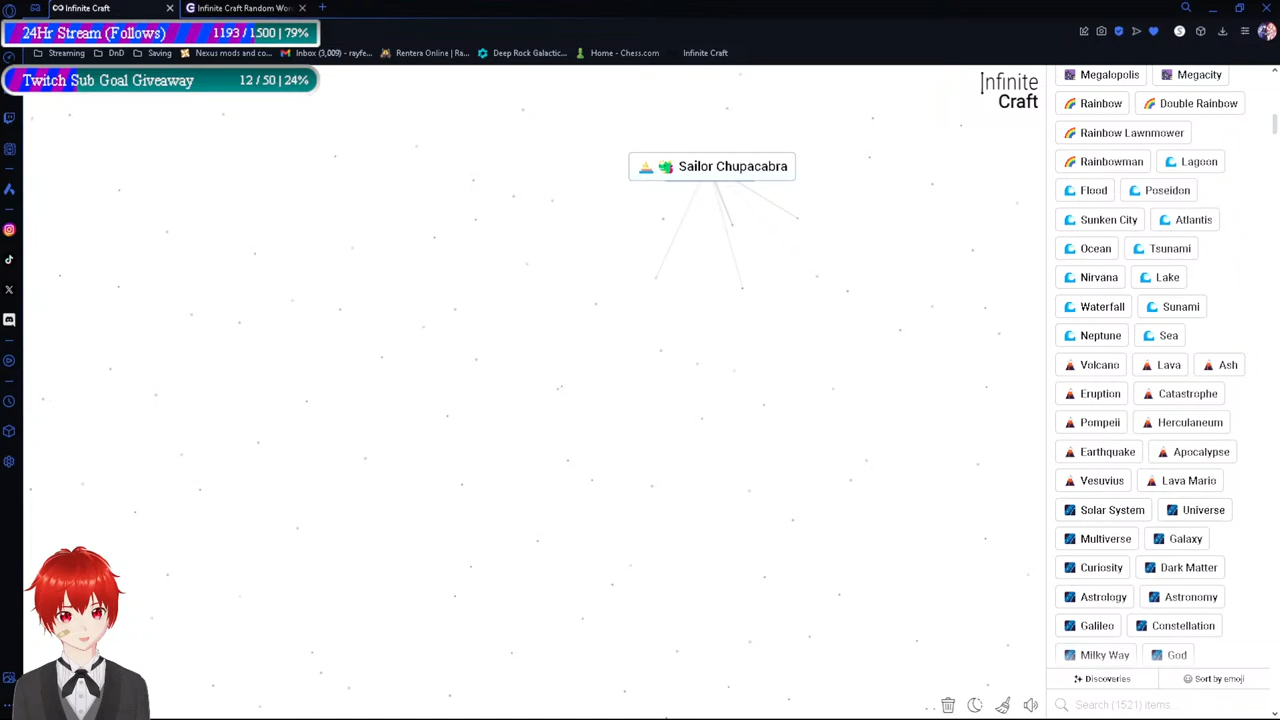 Infinite Craft
Infinite Craft Random Wor
24Hr Stream (Follows) 1193 / 1500 | 79%
Streaming DnD Saving Nexus mods and co... Inbox (3,009) - rayfe... Rentera Online | Ra... Deep Rock Galactic... Home - Chess.com Infinite Craft
Twitch Sub Goal Giveaway 12 / 50 | 24%
Infinite
Craft
Sailor Chupacabra
Megalopolis Megacity
Rainbow Double Rainbow
Rainbow Lawnmower
Rainbowman Lagoon
Flood Poseidon
Sunken City Atlantis
Ocean Tsunami
Nirvana Lake
Waterfall Sunami
Neptune Sea
Volcano Lava Ash
Eruption Catastrophe
Pompeii Herculaneum
Earthquake Apocalypse
Vesuvius Lava Mario
Solar System Universe
Multiverse Galaxy
Curiosity Dark Matter
Astrology Astronomy
Galileo Constellation
Milky Way God
Discoveries Sort by emoji
Search (1521) items...